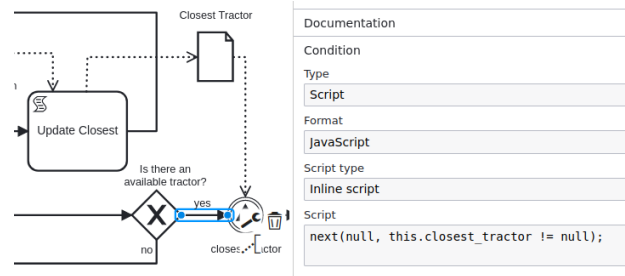 Closest Tractor
Update Closest
Is there an
available tractor?
yes
no
Documentation
Condition
Type
Script
Format
JavaScript
Script type
Inline script
Script
next(null, this.closest_tractor != null);